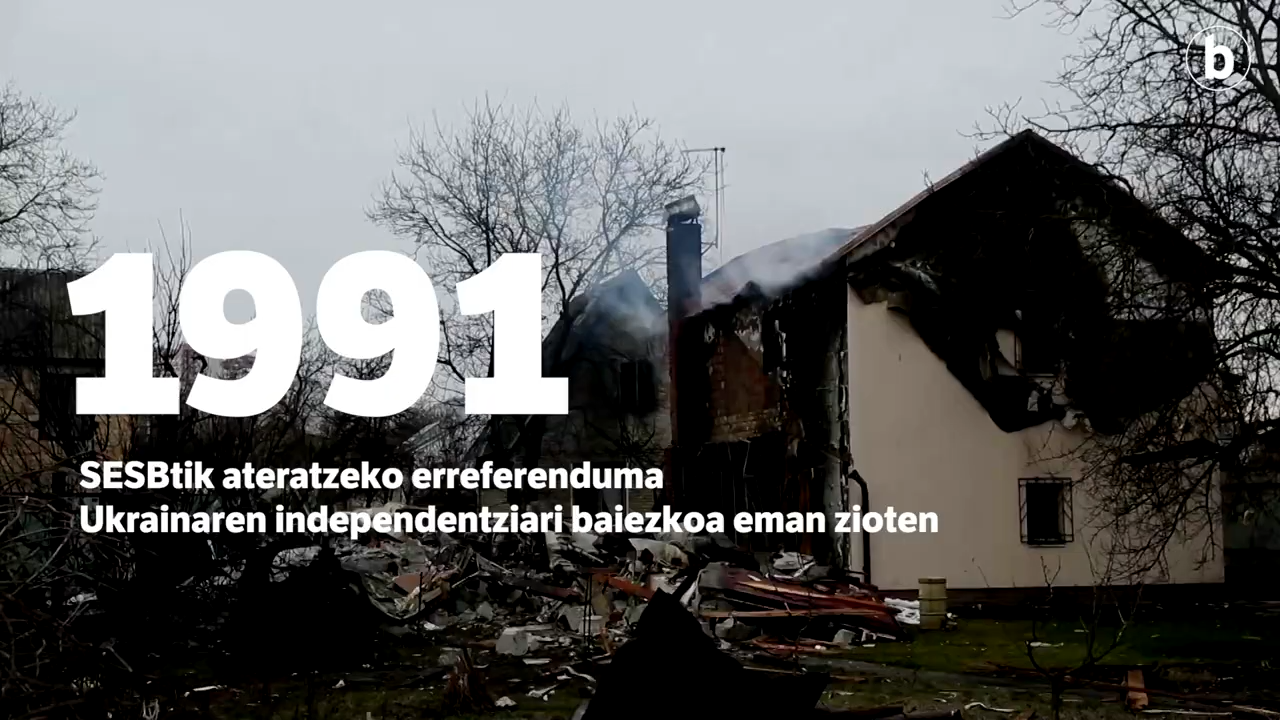 b
1991
SESBtik ateratzeko erreferenduma
Ukrainaren independentziari baiezkoa eman zioten